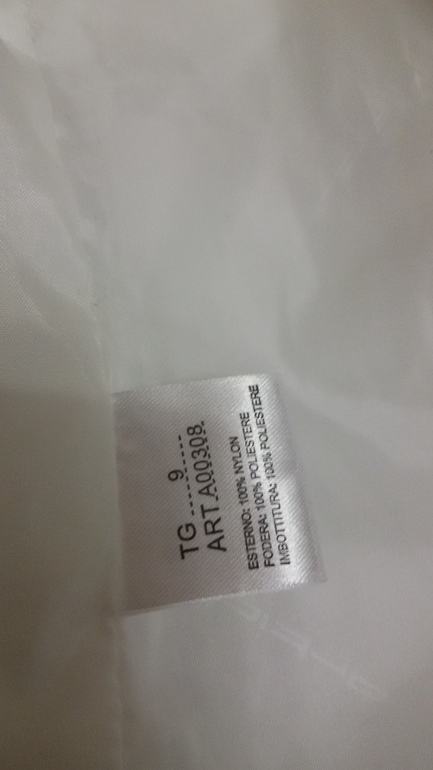 TG .....9.....
ART A00308
ESTERNO: 100% NYLON
FODERA: 100% POLIESTERE
IMBOTTITURA: 100% POLIESTERE